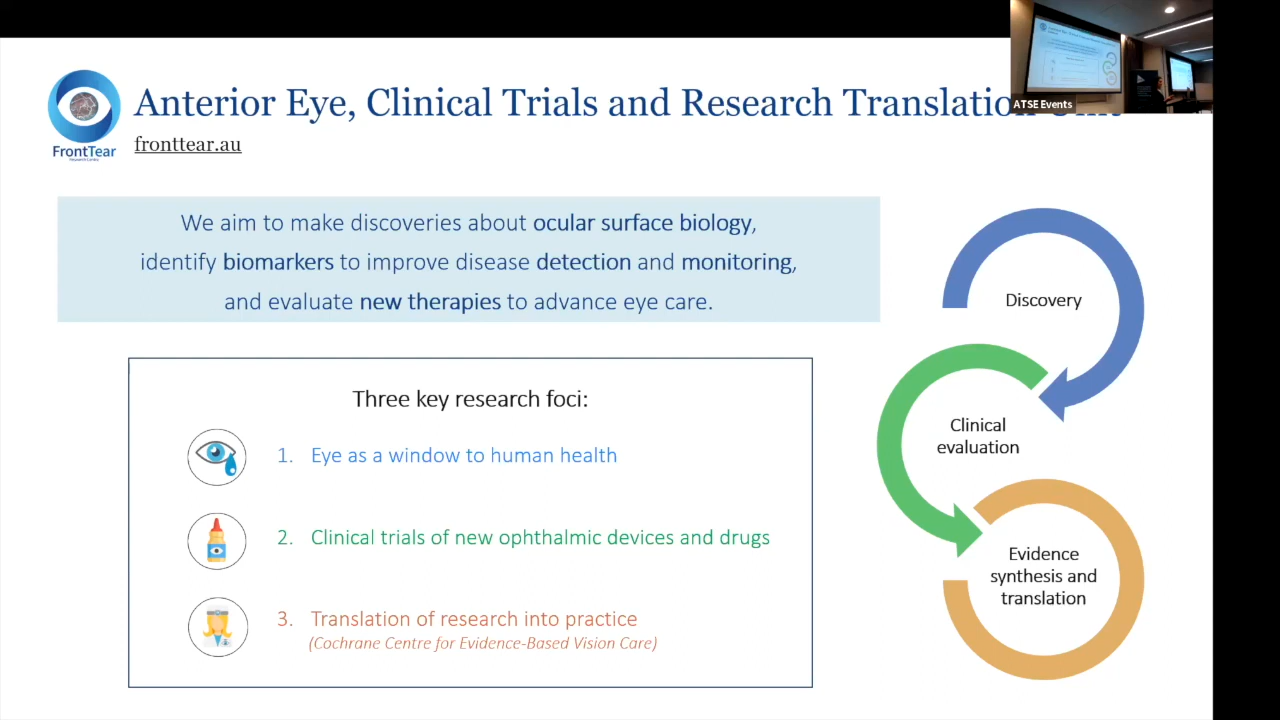 Anterior Eye, Clinical Trials and Research Translation Unit
ATSE Events
FrontTear
Research Centre
fronttear.au
We aim to make discoveries about ocular surface biology,
identify biomarkers to improve disease detection and monitoring,
and evaluate new therapies to advance eye care.
Discovery
Three key research foci:
Clinical
evaluation
1. Eye as a window to human health
2. Clinical trials of new ophthalmic devices and drugs
Evidence
synthesis and
translation
3. Translation of research into practice
(Cochrane Centre for Evidence-Based Vision Care)